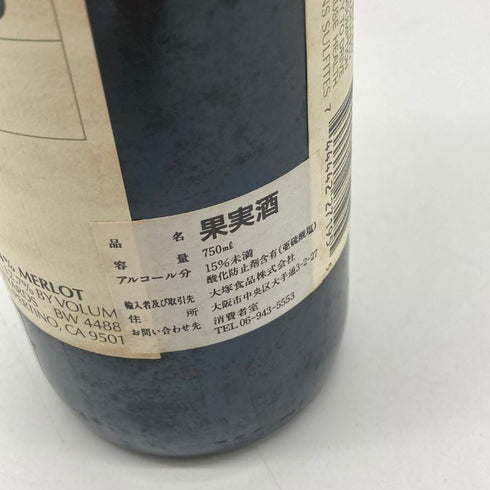 % MERLOT
% BY VOLUM
BW 4488
CA 9501
品名 果実酒
容量 750mℓ
アルコール分 15%未満
酸化防止剤含有(亜硫酸塩)
輸入者及び取引先 大塚食品株式会社
住所 大阪市中央区大手通3-2-27
お問い合わせ先 消費者室
TEL 06-943-5553